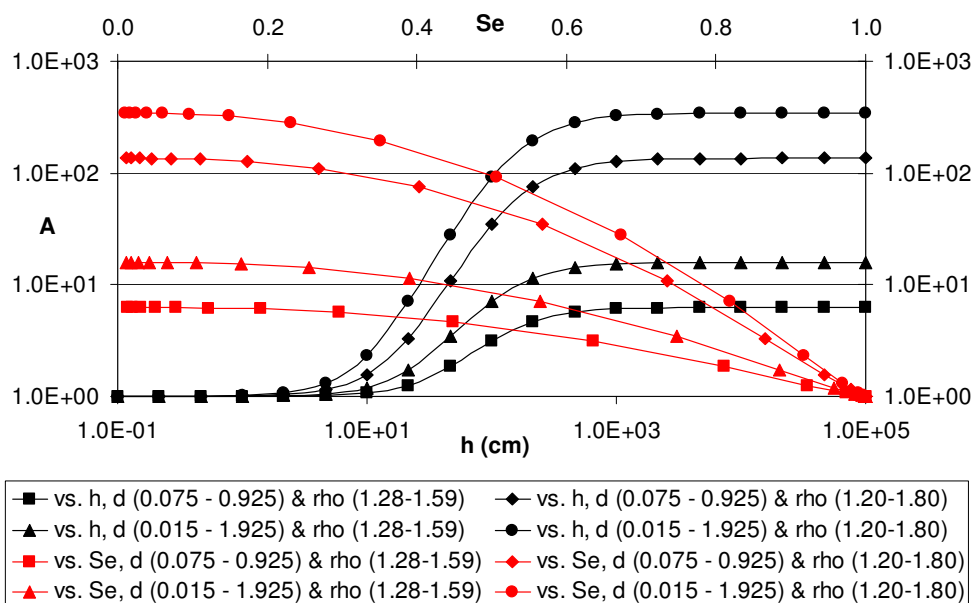 0.0 0.2 0.4 Se 0.6 0.8 1.0
1.0E+03 1.0E+03
1.0E+02 1.0E+02
A
1.0E+01 1.0E+01
1.0E+00 1.0E+00
1.0E-01 1.0E+01 h (cm) 1.0E+03 1.0E+05
vs. h, d (0.075 - 0.925) & rho (1.28-1.59) vs. h, d (0.075 - 0.925) & rho (1.20-1.80)
vs. h, d (0.015 - 1.925) & rho (1.28-1.59) vs. h, d (0.015 - 1.925) & rho (1.20-1.80)
vs. Se, d (0.075 - 0.925) & rho (1.28-1.59) vs. Se, d (0.075 - 0.925) & rho (1.20-1.80)
vs. Se, d (0.015 - 1.925) & rho (1.28-1.59) vs. Se, d (0.015 - 1.925) & rho (1.20-1.80)